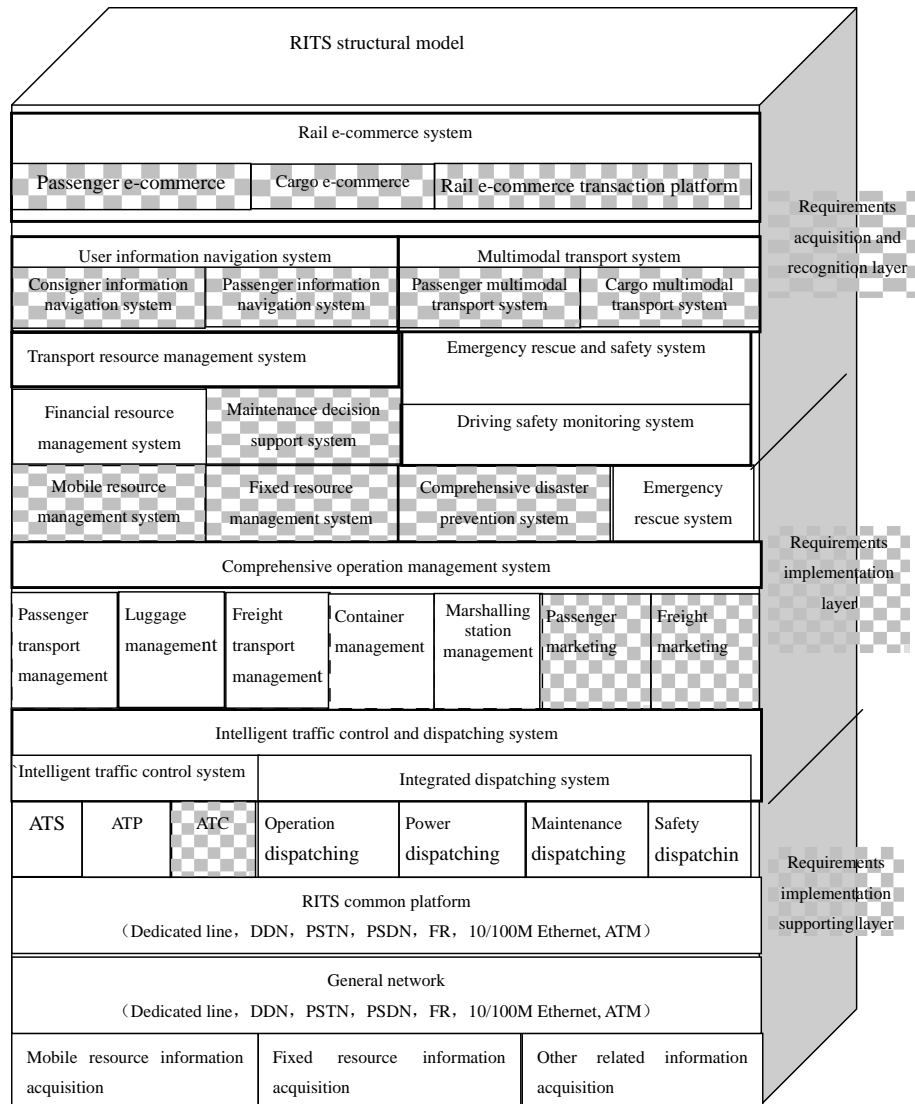 RITS structural model
Rail e-commerce system
Passenger e-commerce
Cargo e-commerce
Rail e-commerce transaction platform
Requirements
acquisition and
recognition layer
User information navigation system
Multimodal transport system
Consigner information
navigation system
Passenger information
navigation system
Passenger multimodal
transport system
Cargo multimodal
transport system
Transport resource management system
Emergency rescue and safety system
Financial resource
management system
Maintenance decision
support system
Driving safety monitoring system
Mobile resource
management system
Fixed resource
management system
Comprehensive disaster
prevention system
Emergency
rescue system
Requirements
implementation
layer
Comprehensive operation management system
Passenger
transport
management
Luggage
management
Freight
transport
management
Container
management
Marshalling
station
management
Passenger
marketing
Freight
marketing
Intelligent traffic control and dispatching system
`Intelligent traffic control system
Integrated dispatching system
ATS
ATP
ATC
Operation
dispatching
Power
dispatching
Maintenance
dispatching
Safety
dispatchin
Requirements
implementation
supporting layer
RITS common platform
（Dedicated line，DDN，PSTN，PSDN，FR，10/100M Ethernet, ATM）
General network
（Dedicated line，DDN，PSTN，PSDN，FR，10/100M Ethernet, ATM）
Mobile resource information
acquisition
Fixed resource information
acquisition
Other related information
acquisition